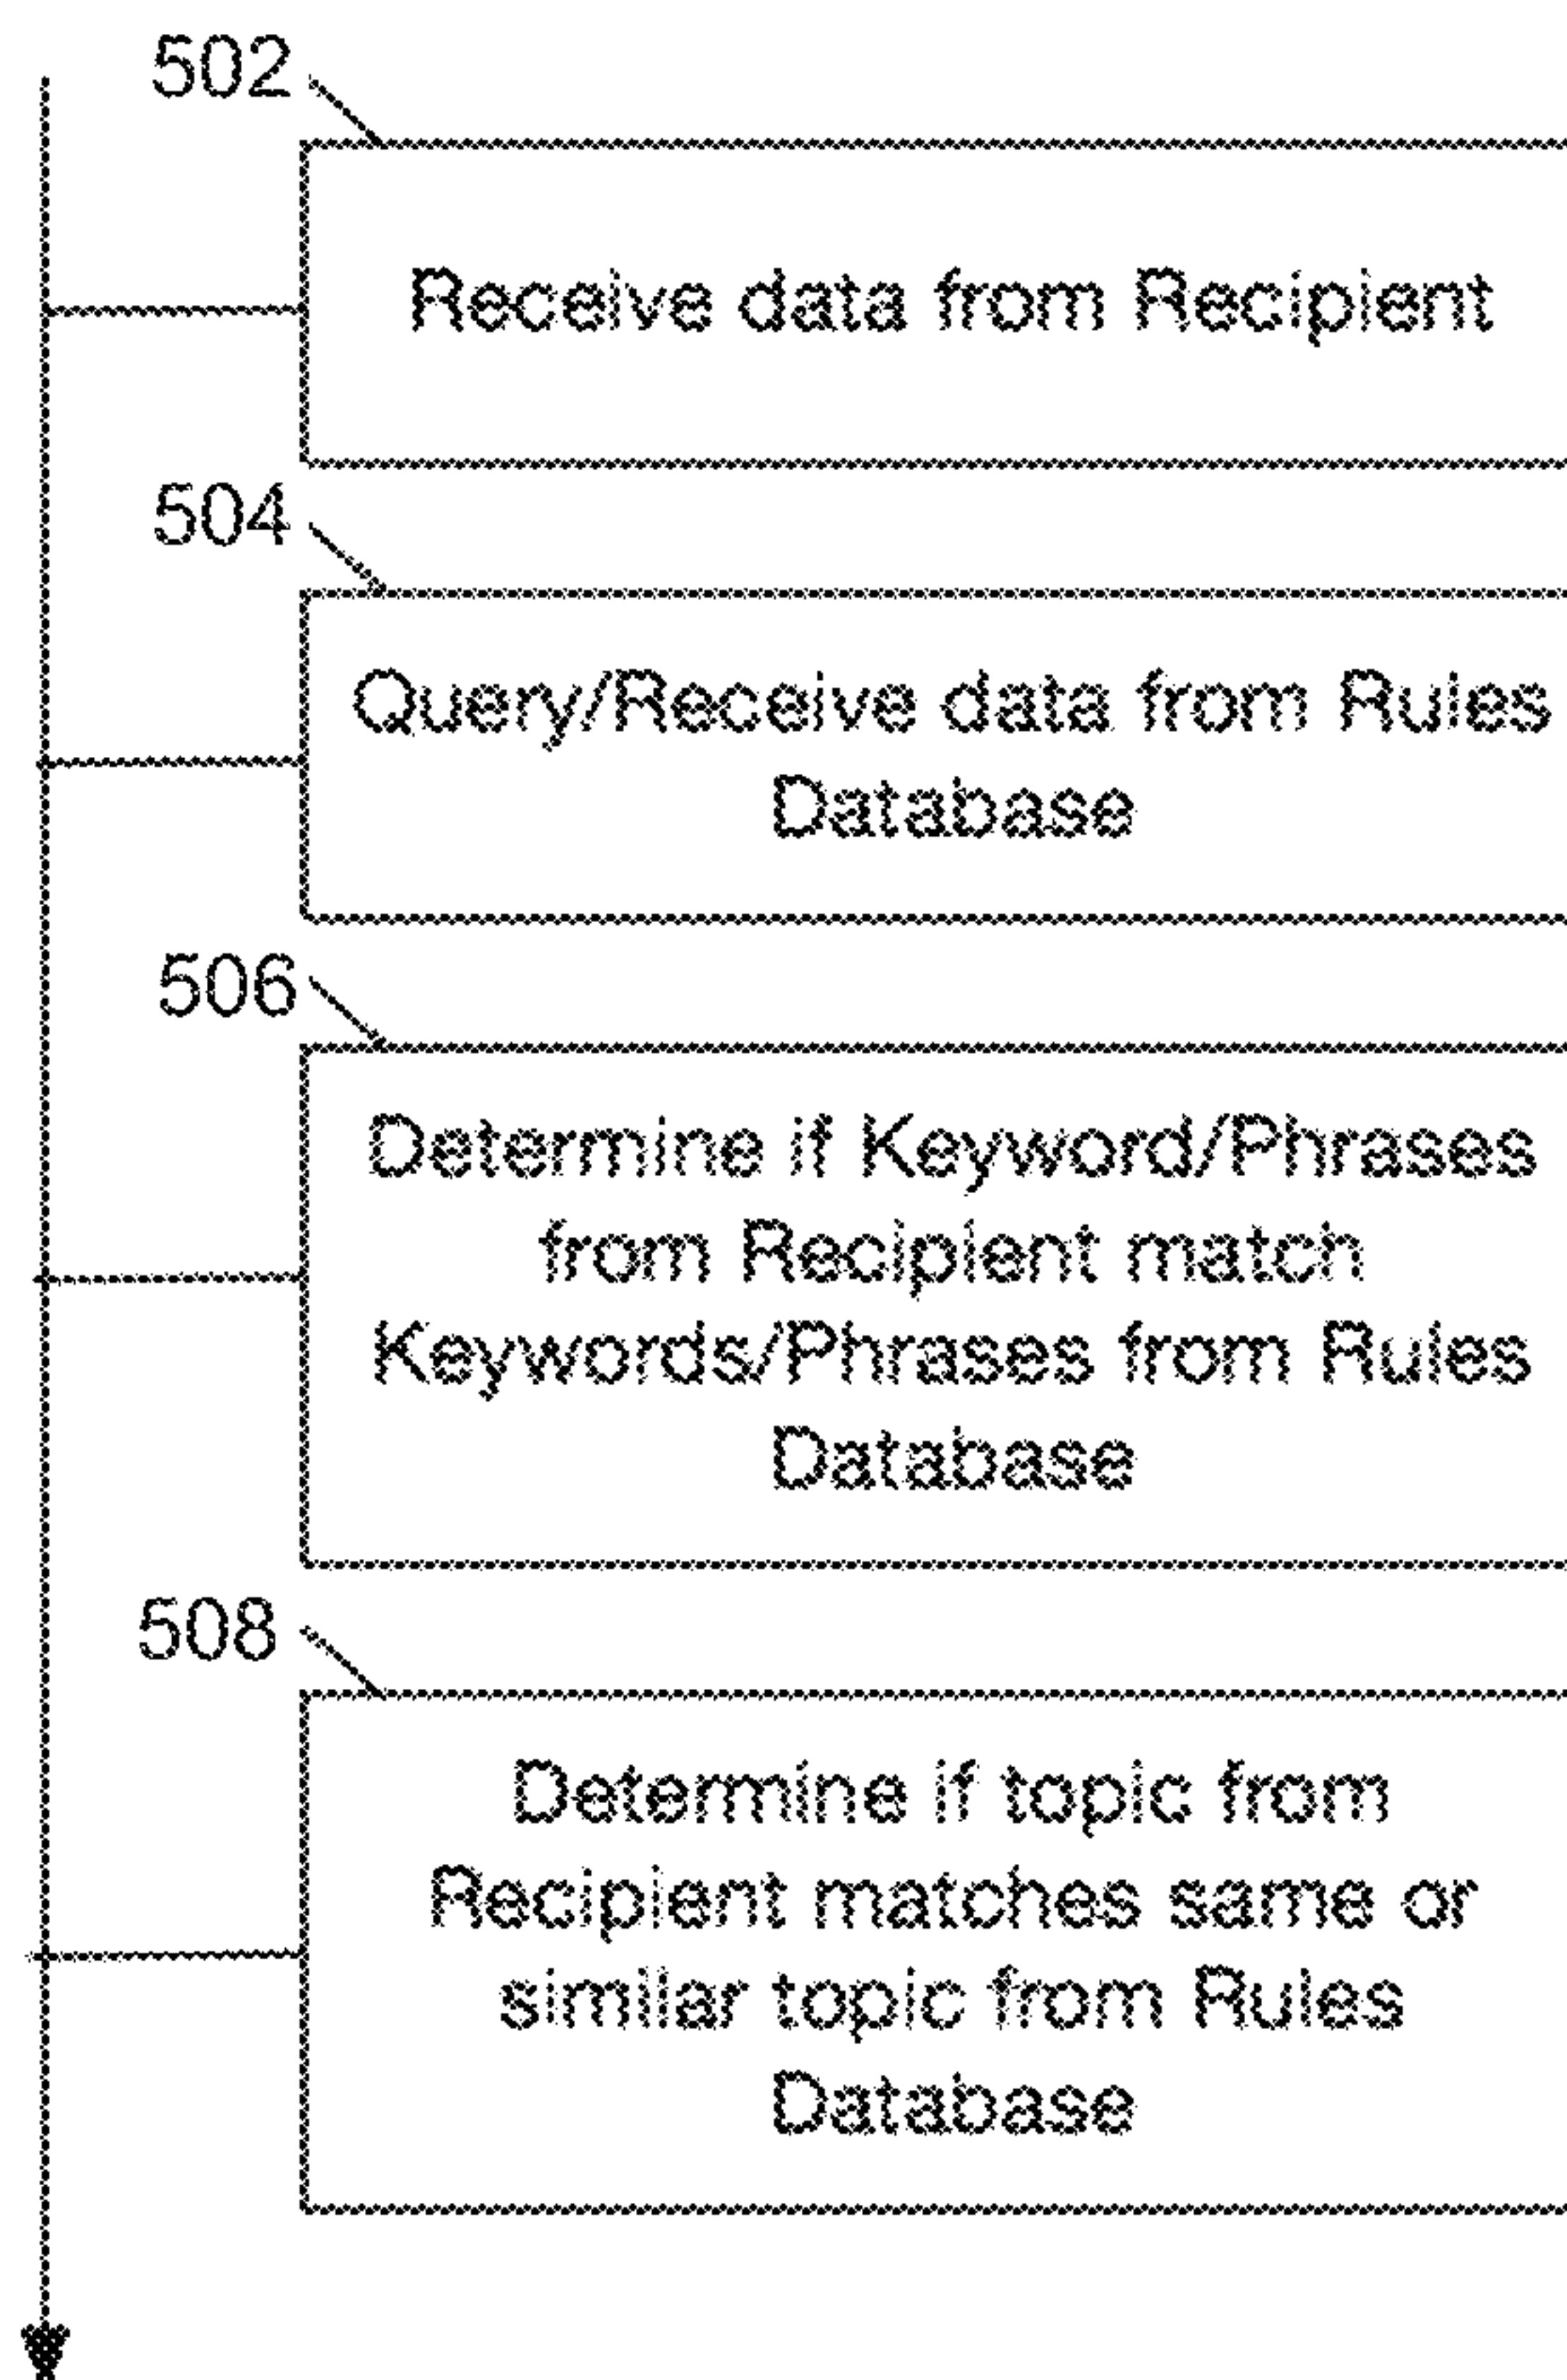 502
Receive data from Recipient
504
Query/Receive data from Rules
Database
506
Determine if Keyword/Phrases
from Recipient match
Keywords/Phrases from Rules
Database
508
Determine if topic from
Recipient matches same or
similar topic from Rules
Database